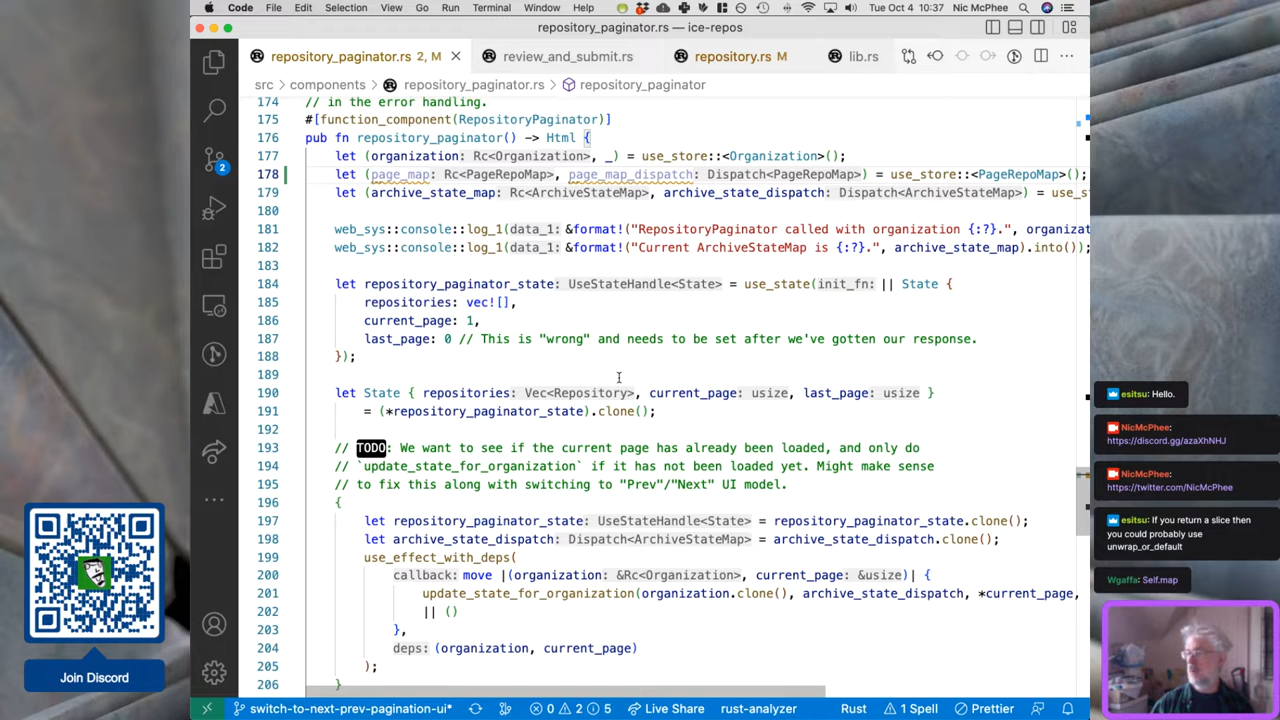 Code File Edit Selection View Go Run Terminal Window Help
Tue Oct 4 10:37 Nic McPhee
repository_paginator.rs — ice-repos
repository_paginator.rs 2, M
review_and_submit.rs
repository.rs M
lib.rs
src > components > repository_paginator.rs > repository_paginator
174 // in the error handling.
175 #[function_component(RepositoryPaginator)]
176 pub fn repository_paginator() -> Html {
177 let (organization: Rc<Organization>, _) = use_store::<Organization>();
178 let (page_map: Rc<PageRepoMap>, page_map_dispatch: Dispatch<PageRepoMap>) = use_store::<PageRepoMap>();
179 let (archive_state_map: Rc<ArchiveStateMap>, archive_state_dispatch: Dispatch<ArchiveStateMap>) = use_s
180
181 web_sys::console::log_1(data_1: &format!("RepositoryPaginator called with organization {:?}.", organizat
182 web_sys::console::log_1(data_1: &format!("Current ArchiveStateMap is {:?}.", archive_state_map).into());
183
184 let repository_paginator_state: UseStateHandle<State> = use_state(init_fn: || State {
185 repositories: vec![],
186 current_page: 1,
187 last_page: 0 // This is "wrong" and needs to be set after we've gotten our response.
188 });
189
190 let State { repositories: Vec<Repository>, current_page: usize, last_page: usize }
191 = (*repository_paginator_state).clone();
192
193 // TODO: We want to see if the current page has already been loaded, and only do
194 // `update_state_for_organization` if it has not been loaded yet. Might make sense
195 // to fix this along with switching to "Prev"/"Next" UI model.
196 {
197 let repository_paginator_state: UseStateHandle<State> = repository_paginator_state.clone();
198 let archive_state_dispatch: Dispatch<ArchiveStateMap> = archive_state_dispatch.clone();
199 use_effect_with_deps(
200 callback: move |(organization: &Rc<Organization>, current_page: &usize)| {
201 update_state_for_organization(organization.clone(), archive_state_dispatch, *current_page,
202 || ()
203 },
204 deps: (organization, current_page)
205 );
206 }
2
switch-to-next-prev-pagination-ui* 0 2 5 Live Share rust-analyzer Rust 1 Spell Prettier
Join Discord
esitsu: Hello.
NicMcPhee:
https://discord.gg/azaXhNHJ
NicMcPhee:
https://twitter.com/NicMcPhee
esitsu: If you return a slice then
you could probably use
unwrap_or_default
Wgaffa: Self.map